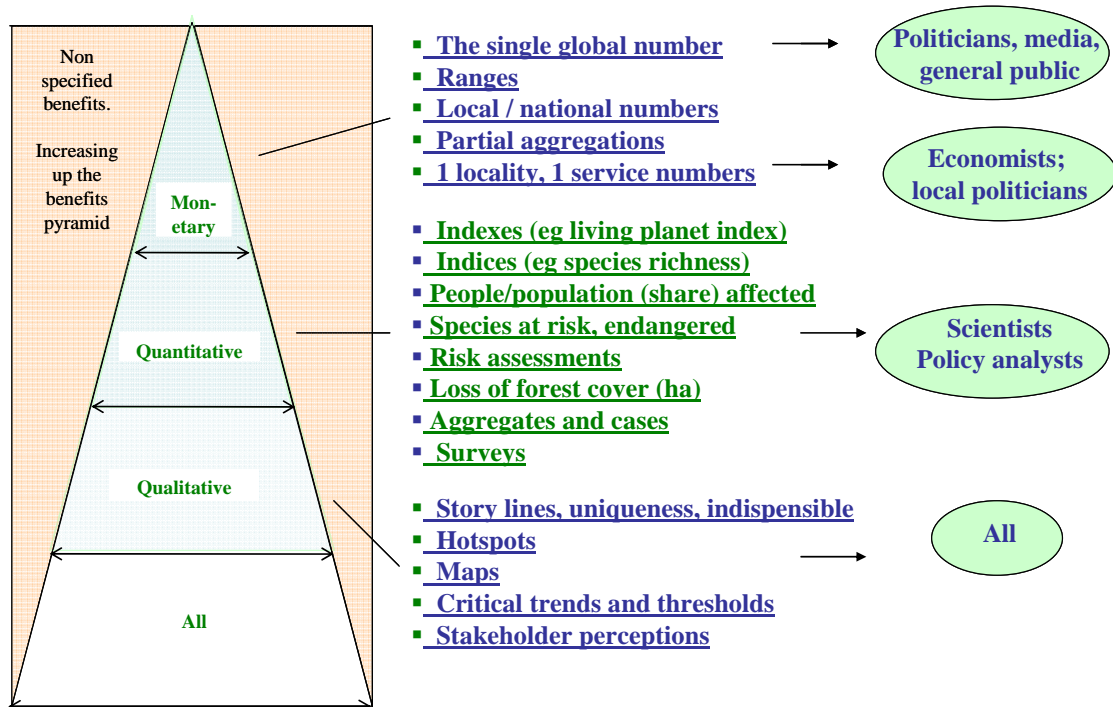 Non
specified
benefits.
Increasing
up the
benefits
pyramid
Mon-
etary
Quantitative
Qualitative
All
The single global number
Ranges
Local / national numbers
Partial aggregations
1 locality, 1 service numbers
Indexes (eg living planet index)
Indices (eg species richness)
People/population (share) affected
Species at risk, endangered
Risk assessments
Loss of forest cover (ha)
Aggregates and cases
Surveys
Story lines, uniqueness, indispensible
Hotspots
Maps
Critical trends and thresholds
Stakeholder perceptions
Politicians, media,
general public
Economists;
local politicians
Scientists
Policy analysts
All